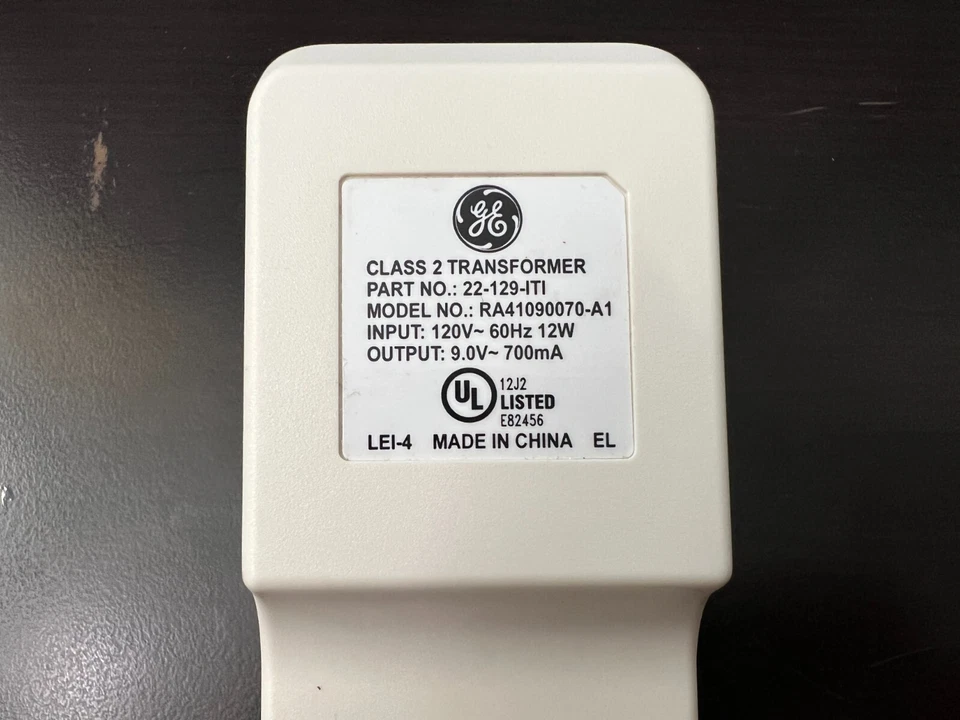 GE
CLASS 2 TRANSFORMER
PART NO.: 22-129-ITI
MODEL NO.: RA41090070-A1
INPUT: 120V~ 60Hz 12W
OUTPUT: 9.0V~ 700mA
UL
12J2
LISTED
E82456
LEI-4 MADE IN CHINA EL